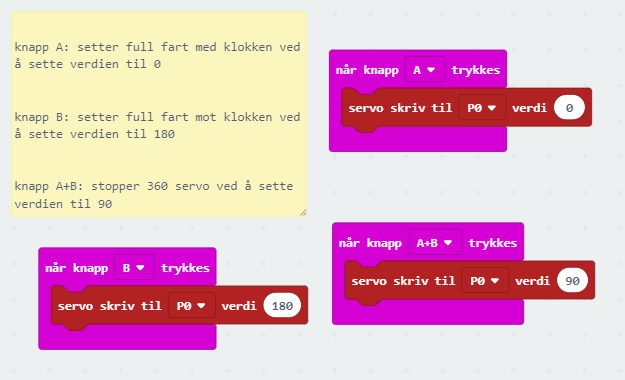 knapp A: setter full fart med klokken ved
å sette verdien til 0
knapp B: setter full fart mot klokken ved
å sette verdien til 180
knapp A+B: stopper 360 servo ved å sette
verdien til 90
når knapp A trykkes
servo skriv til P0 verdi 0
når knapp B trykkes
servo skriv til P0 verdi 180
når knapp A+B trykkes
servo skriv til P0 verdi 90